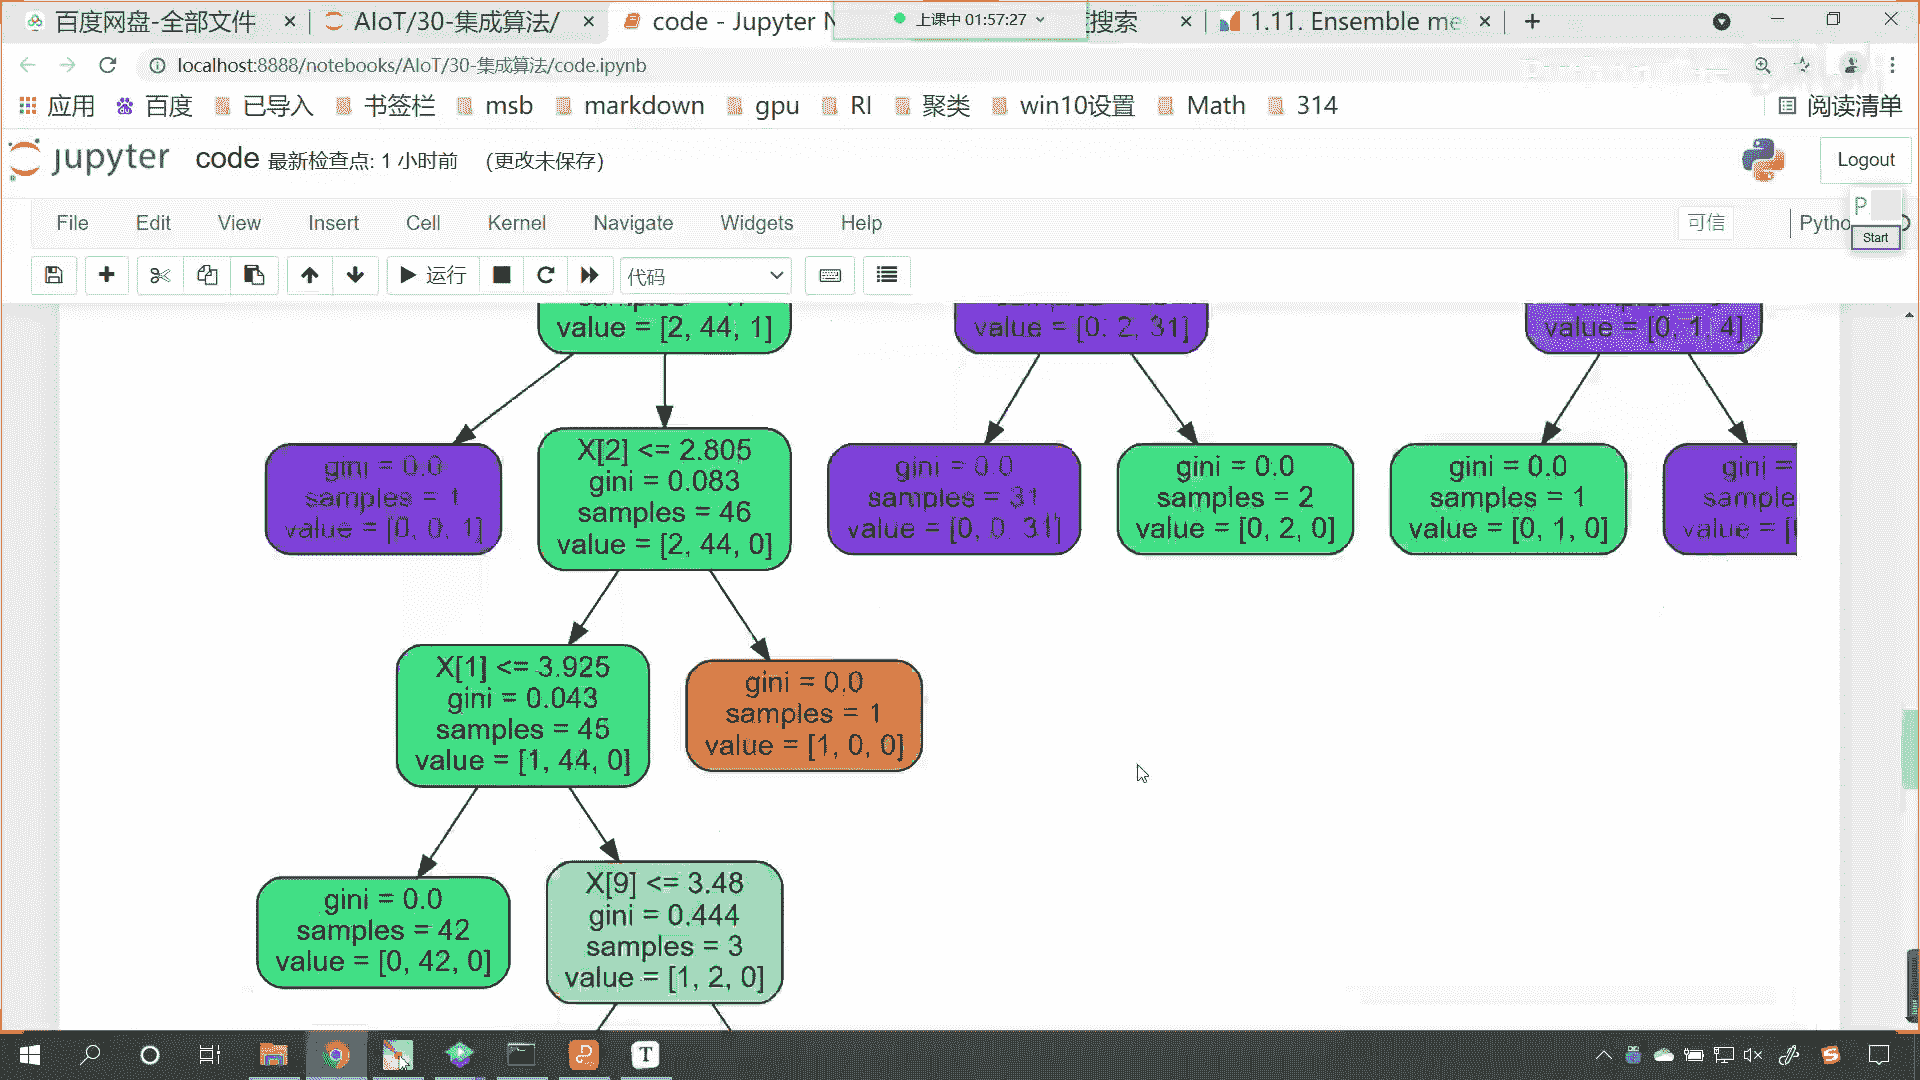 百度网盘-全部文件
AIoT/30-集成算法/
code - Jupyter N
上课中 01:57:27
搜索
1.11. Ensemble me
localhost:8888/notebooks/AIoT/30-集成算法/code.ipynb
应用
百度
已导入
书签栏
msb
markdown
gpu
RI
聚类
win10设置
Math
314
阅读清单
jupyter
code 最新检查点: 1 小时前 (更改未保存)
Logout
File Edit View Insert Cell Kernel Navigate Widgets Help
可信
Pytho
P
Start
运行
代码
value = [2, 44, 1]
value = [0, 2, 31]
value = [0, 1, 4]
gini = 0.0
samples = 1
value = [0, 0, 1]
X[2] <= 2.805
gini = 0.083
samples = 46
value = [2, 44, 0]
gini = 0.0
samples = 31
value = [0, 0, 31]
gini = 0.0
samples = 2
value = [0, 2, 0]
gini = 0.0
samples = 1
value = [0, 1, 0]
gini =
sample
value = [
X[1] <= 3.925
gini = 0.043
samples = 45
value = [1, 44, 0]
gini = 0.0
samples = 1
value = [1, 0, 0]
gini = 0.0
samples = 42
value = [0, 42, 0]
X[9] <= 3.48
gini = 0.444
samples = 3
value = [1, 2, 0]